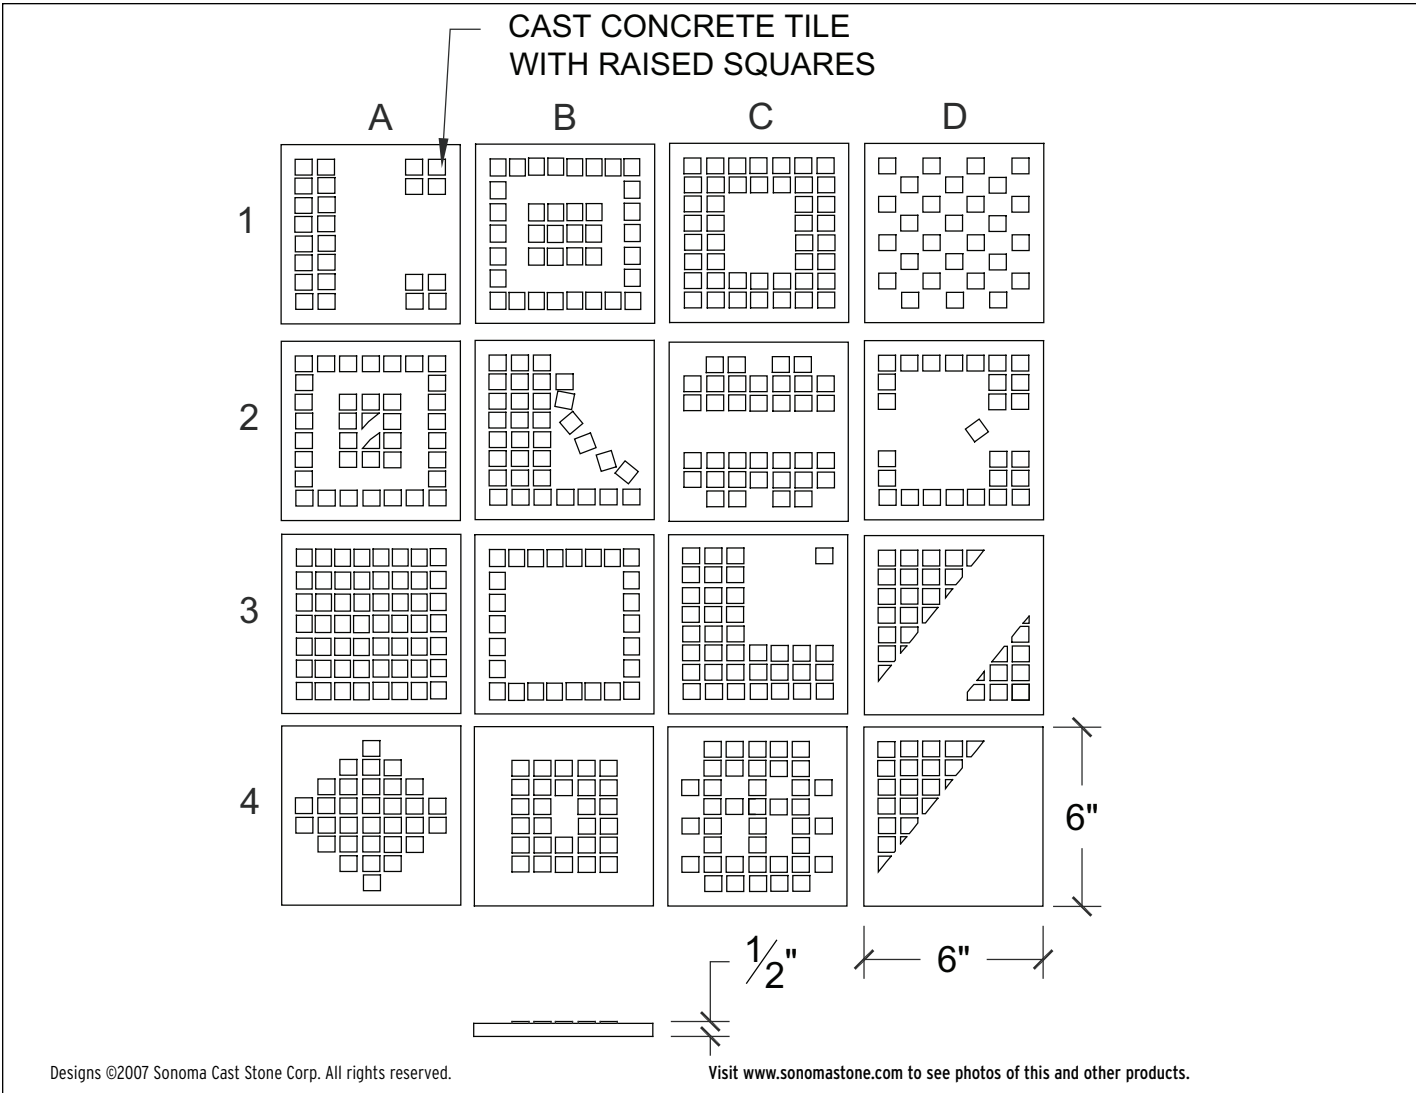 CAST CONCRETE TILE
WITH RAISED SQUARES
A B C D
1
2
3
4
6"
1/2"
6"
Designs ©2007 Sonoma Cast Stone Corp. All rights reserved.
Visit www.sonomastone.com to see photos of this and other products.